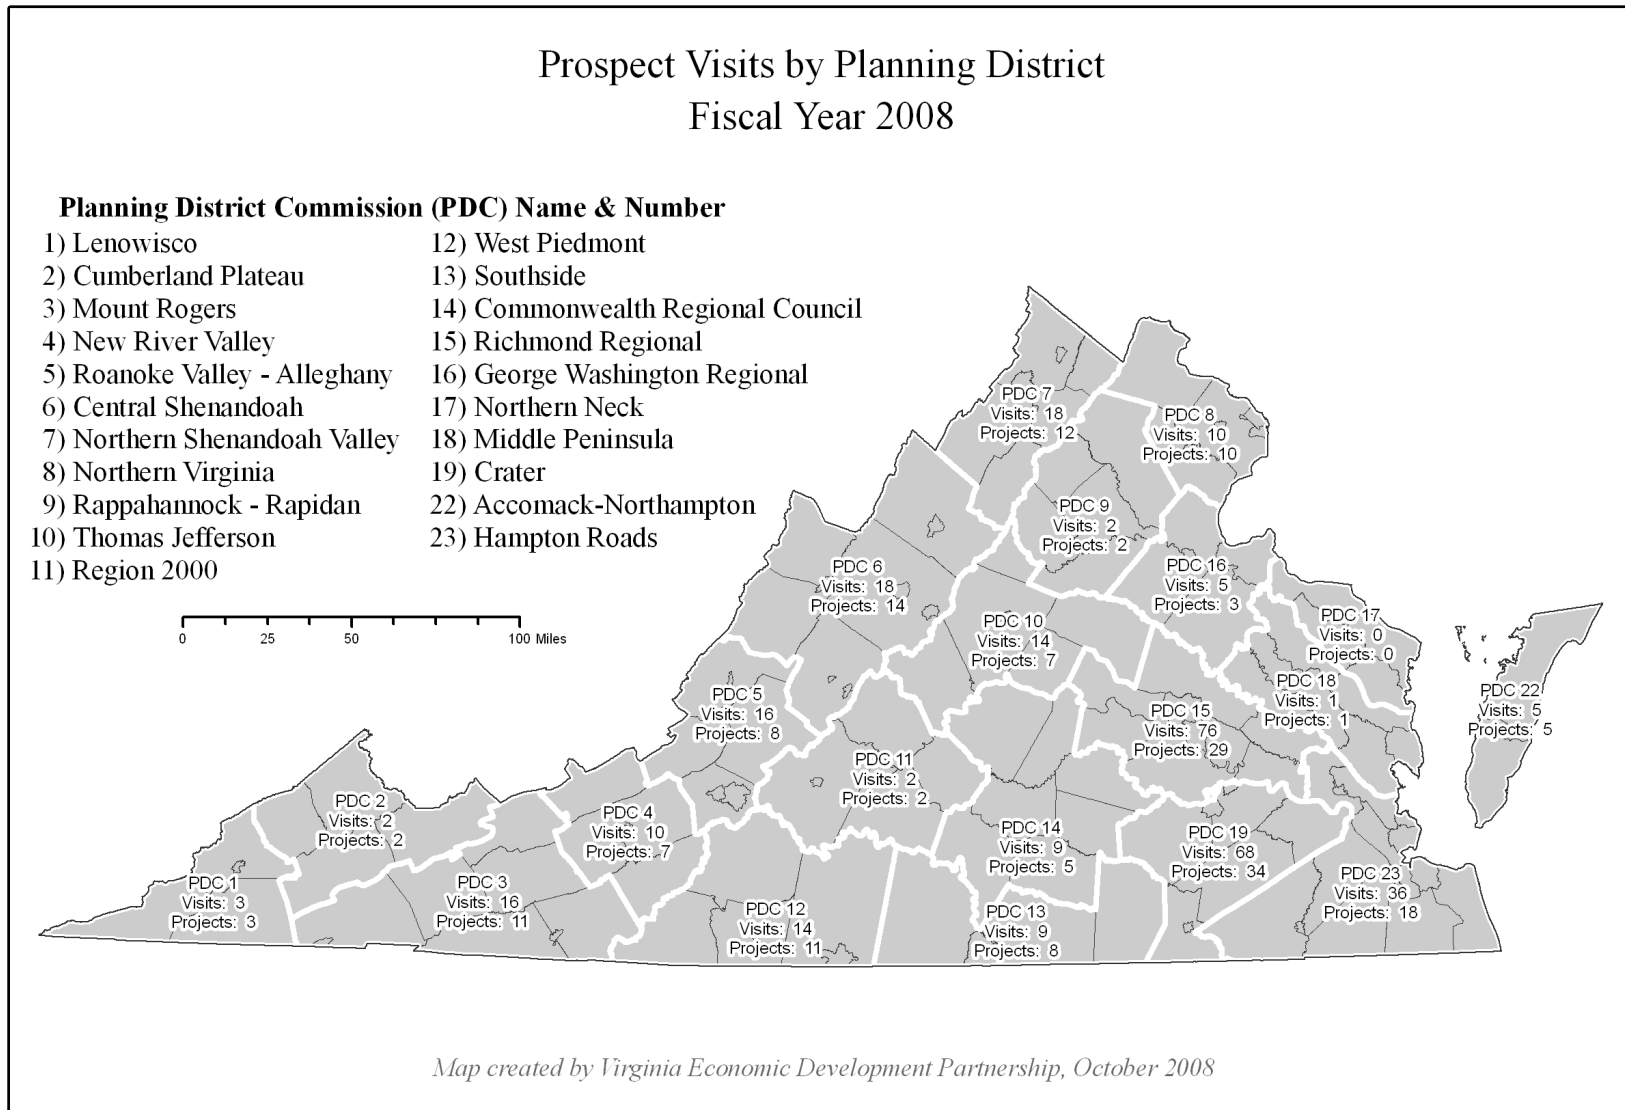 Prospect Visits by Planning District
Fiscal Year 2008
Planning District Commission (PDC) Name & Number
1) Lenowisco
2) Cumberland Plateau
3) Mount Rogers
4) New River Valley
5) Roanoke Valley - Alleghany
6) Central Shenandoah
7) Northern Shenandoah Valley
8) Northern Virginia
9) Rappahannock - Rapidan
10) Thomas Jefferson
11) Region 2000
12) West Piedmont
13) Southside
14) Commonwealth Regional Council
15) Richmond Regional
16) George Washington Regional
17) Northern Neck
18) Middle Peninsula
19) Crater
22) Accomack-Northampton
23) Hampton Roads
0 25 50 100 Miles
PDC 7
Visits: 18
Projects: 12
PDC 8
Visits: 10
Projects: 10
PDC 9
Visits: 2
Projects: 2
PDC 6
Visits: 18
Projects: 14
PDC 16
Visits: 5
Projects: 3
PDC 10
Visits: 14
Projects: 7
PDC 17
Visits: 0
Projects: 0
PDC 18
Visits: 1
Projects: 1
PDC 22
Visits: 5
Projects: 5
PDC 5
Visits: 16
Projects: 8
PDC 15
Visits: 76
Projects: 29
PDC 11
Visits: 2
Projects: 2
PDC 2
Visits: 2
Projects: 2
PDC 4
Visits: 10
Projects: 7
PDC 14
Visits: 9
Projects: 5
PDC 19
Visits: 68
Projects: 34
PDC 1
Visits: 3
Projects: 3
PDC 3
Visits: 16
Projects: 11
PDC 23
Visits: 36
Projects: 18
PDC 12
Visits: 14
Projects: 11
PDC 13
Visits: 9
Projects: 8
Map created by Virginia Economic Development Partnership, October 2008